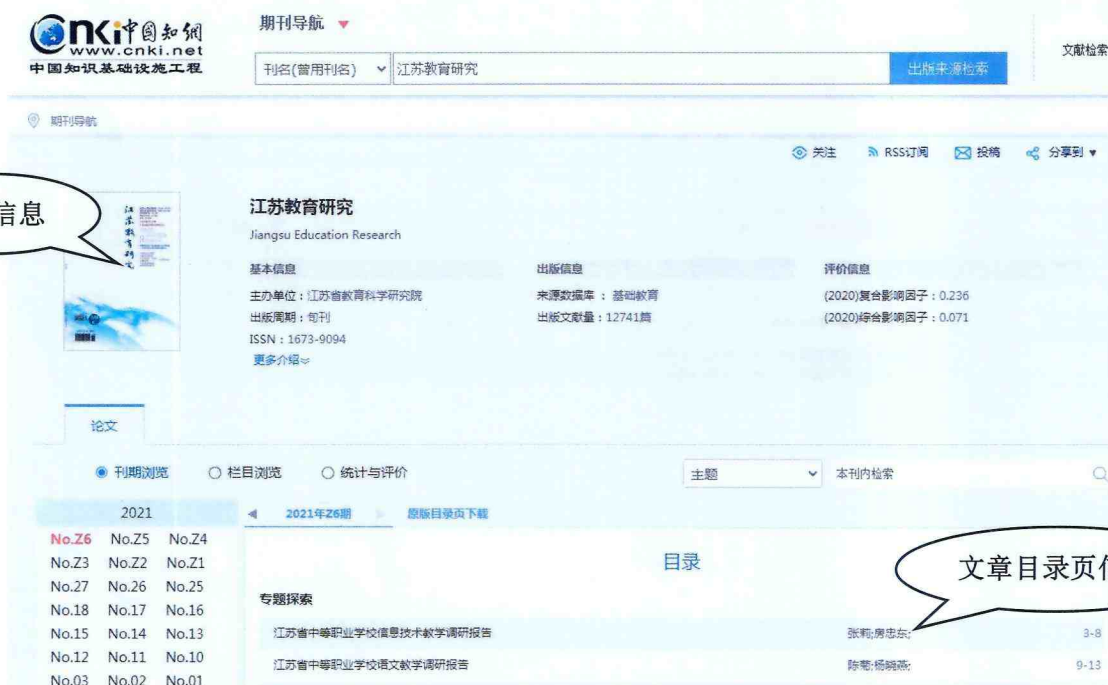 Cnki中国知网
www.cnki.net
中国知识基础设施工程
期刊导航
刊名(曾用刊名) 江苏教育研究 出版来源检索
文献检索
期刊导航
关注 RSS订阅 投稿 分享到
信息
江苏教育研究
江苏教育研究
Jiangsu Education Research
基本信息 出版信息 评价信息
主办单位：江苏省教育科学研究院 来源数据库 ： 基础教育 (2020)复合影响因子：0.236
出版周期：旬刊 出版文献量：12741篇 (2020)综合影响因子：0.071
ISSN：1673-9094
更多介绍
论文
刊期浏览 栏目浏览 统计与评价 主题 本刊内检索
2021 2021年Z6期 原版目录页下载
No.Z6 No.Z5 No.Z4
No.Z3 No.Z2 No.Z1
No.27 No.26 No.25
No.18 No.17 No.16
No.15 No.14 No.13
No.12 No.11 No.10
No.03 No.02 No.01
目录
文章目录页
专题探索
江苏省中等职业学校信息技术教学调研报告 张莉;房忠东; 3-8
江苏省中等职业学校语文教学调研报告 陈菊;杨晓燕; 9-13